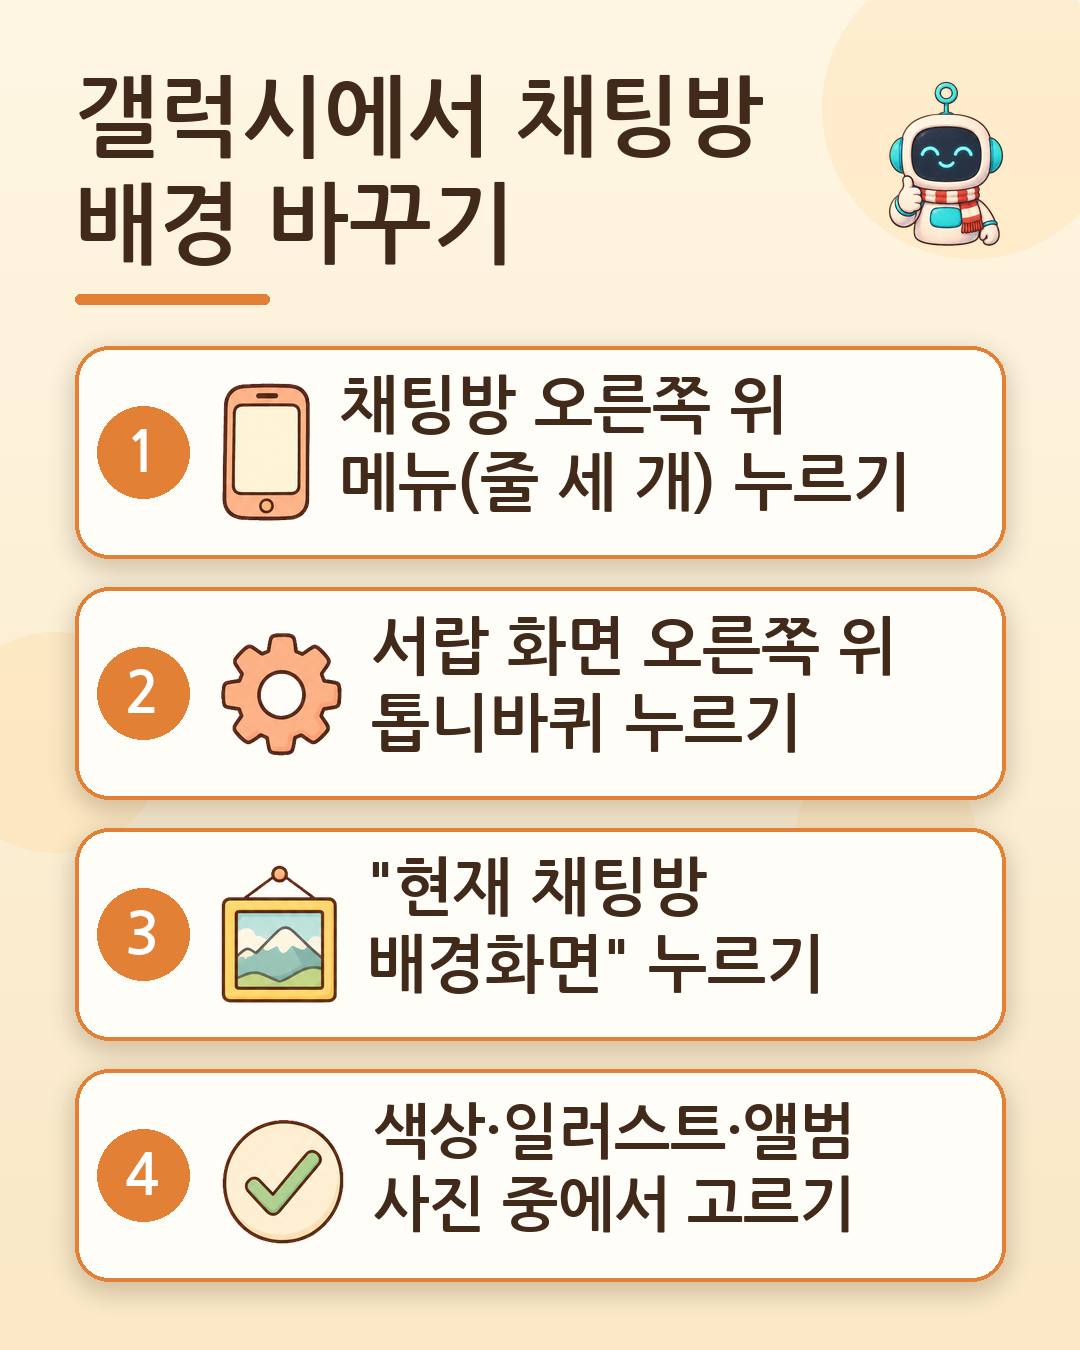 갤럭시에서 채팅방
배경 바꾸기
1
채팅방 오른쪽 위
메뉴(줄 세 개) 누르기
2
서랍 화면 오른쪽 위
톱니바퀴 누르기
3
"현재 채팅방
배경화면" 누르기
4
색상·일러스트·앨범
사진 중에서 고르기